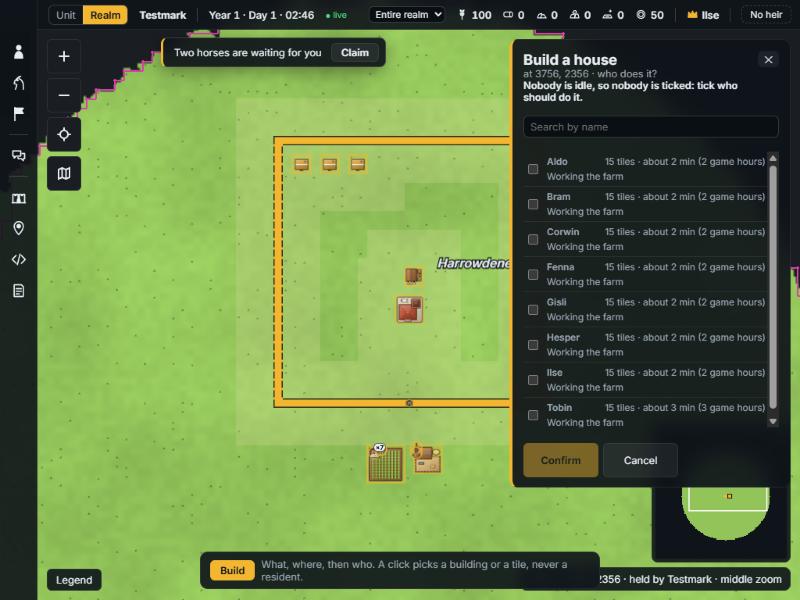 Unit Realm Testmark Year 1 · Day 1 · 02:46 live Entire realm 100 0 0 0 0 50 Ilse No heir
Two horses are waiting for you Claim
Build a house
at 3756, 2356 · who does it?
Nobody is idle, so nobody is ticked: tick who
should do it.
Search by name
Aldo 15 tiles · about 2 min (2 game hours)
Working the farm
Bram 15 tiles · about 2 min (2 game hours)
Working the farm
Corwin 15 tiles · about 2 min (2 game hours)
Working the farm
Fenna 15 tiles · about 2 min (2 game hours)
Working the farm
Gisli 15 tiles · about 2 min (2 game hours)
Working the farm
Hesper 15 tiles · about 2 min (2 game hours)
Working the farm
Ilse 15 tiles · about 2 min (2 game hours)
Working the farm
Tobin 15 tiles · about 3 min (3 game hours)
Working the farm
Confirm Cancel
Harrowdene
x7
Build What, where, then who. A click picks a building or a tile, never a
resident.
Legend
2356 · held by Testmark · middle zoom